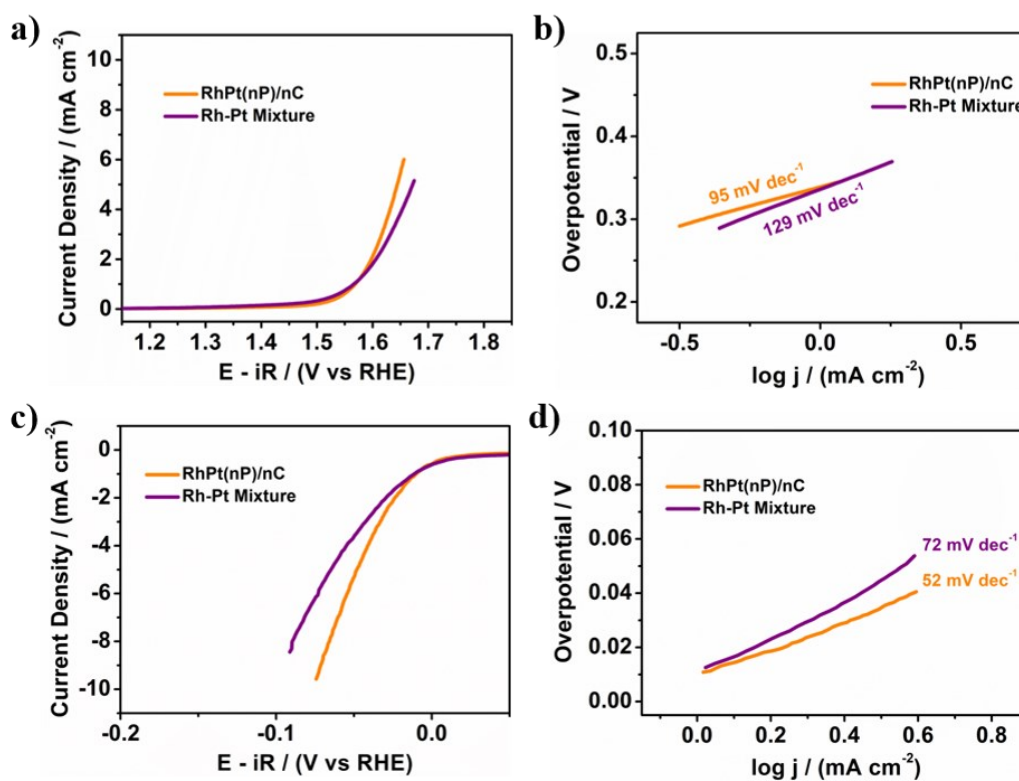 a)
10
8
6
4
2
0
Current Density / (mA cm⁻²)
RhPt(nP)/nC
Rh-Pt Mixture
1.2 1.3 1.4 1.5 1.6 1.7 1.8
E - iR / (V vs RHE)
b)
0.5
0.4
0.3
0.2
Overpotential / V
RhPt(nP)/nC
Rh-Pt Mixture
95 mV dec⁻¹
129 mV dec⁻¹
-0.5 0.0 0.5
log j / (mA cm⁻²)
c)
0
-2
-4
-6
-8
-10
Current Density / (mA cm⁻²)
RhPt(nP)/nC
Rh-Pt Mixture
-0.2 -0.1 0.0
E - iR / (V vs RHE)
d)
0.10
0.08
0.06
0.04
0.02
0.00
Overpotential / V
RhPt(nP)/nC
Rh-Pt Mixture
72 mV dec⁻¹
52 mV dec⁻¹
0.0 0.2 0.4 0.6 0.8
log j / (mA cm⁻²)